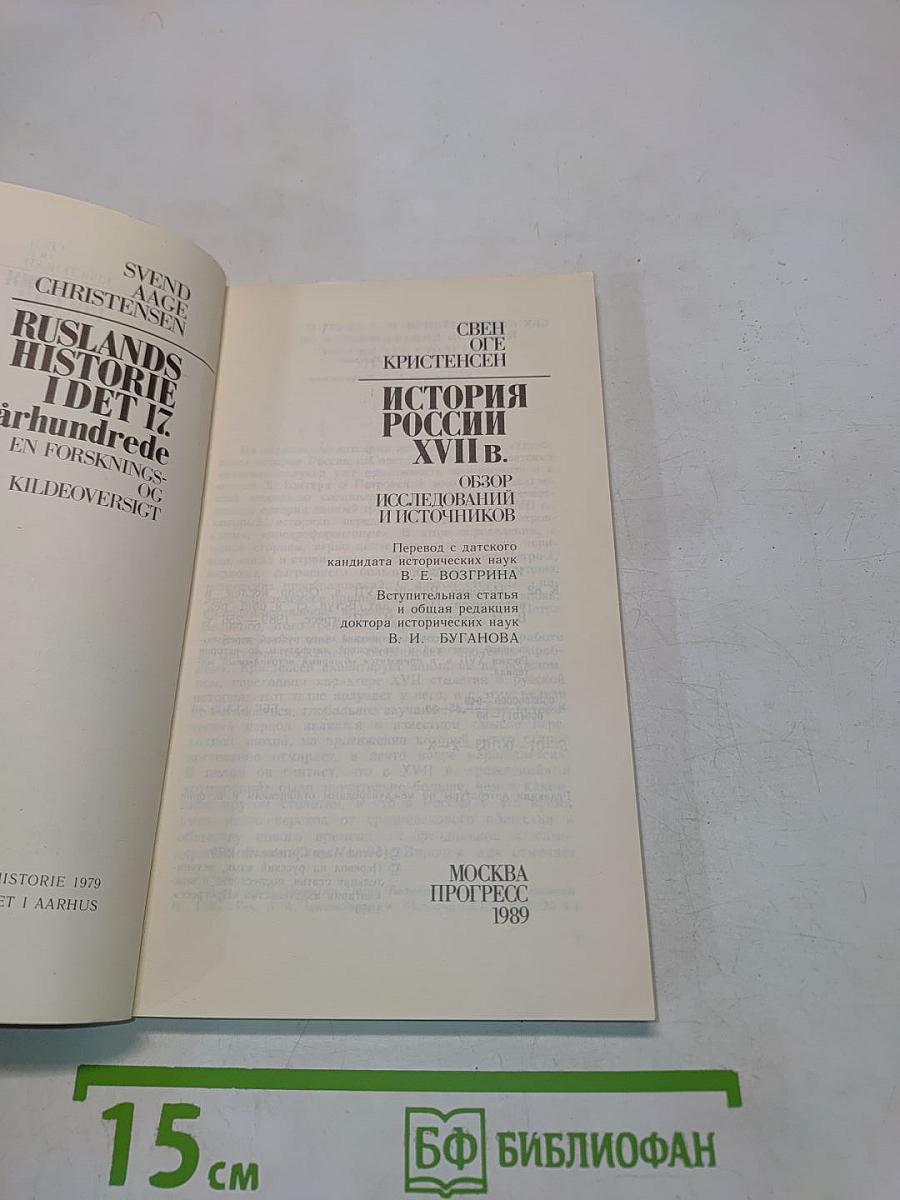 SVEND
AAGE
CHRISTENSEN
RUSLANDS
HISTORIE
I DET 17.
århundrede
EN FORSKNINGS-
OG
KILDEOVERSIGT
HISTORIE 1979
ET I AARHUS
СВЕН
ОГЕ
КРИСТЕНСЕН
ИСТОРИЯ
РОССИИ
XVII в.
ОБЗОР
ИССЛЕДОВАНИЙ
И ИСТОЧНИКОВ
Перевод с датского
кандидата исторических наук
В. Е. ВОЗГРИНА
Вступительная статья
и общая редакция
доктора исторических наук
В. И. БУГАНОВА
МОСКВА
ПРОГРЕСС
1989
15 см
БФ БИБЛИОФАН